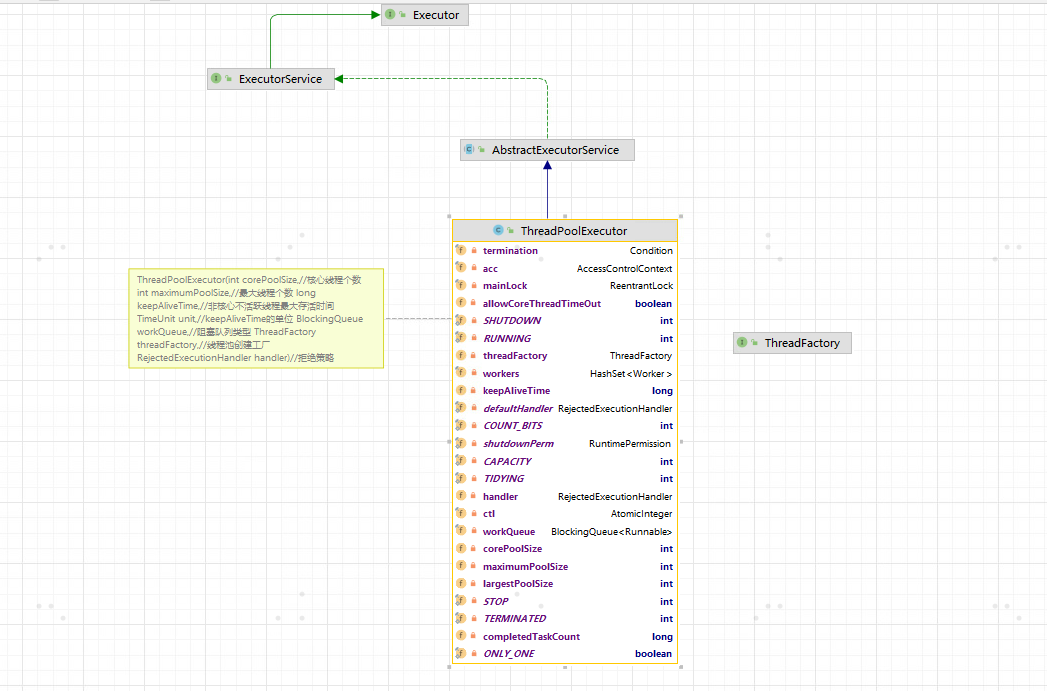 Executor
ExecutorService
AbstractExecutorService
ThreadPoolExecutor
termination Condition
acc AccessControlContext
mainLock ReentrantLock
allowCoreThreadTimeOut boolean
SHUTDOWN int
RUNNING int
threadFactory ThreadFactory
workers HashSet<Worker >
keepAliveTime long
defaultHandler RejectedExecutionHandler
COUNT_BITS int
shutdownPerm RuntimePermission
CAPACITY int
TIDYING int
handler RejectedExecutionHandler
ctl AtomicInteger
workQueue BlockingQueue<Runnable>
corePoolSize int
maximumPoolSize int
largestPoolSize int
STOP int
TERMINATED int
completedTaskCount long
ONLY_ONE boolean
ThreadPoolExecutor(int corePoolSize,//核心线程个数
int maximumPoolSize,//最大线程个数 long
keepAliveTime,//非核心不活跃线程最大存活时间
TimeUnit unit,//keepAliveTime的单位 BlockingQueue
workQueue,//阻塞队列类型 ThreadFactory
threadFactory,//线程池创建工厂
RejectedExecutionHandler handler)//拒绝策略
ThreadFactory